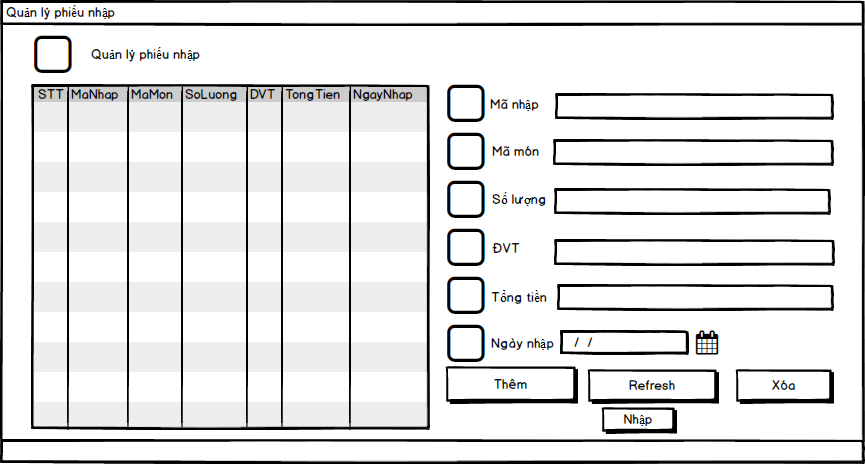 Quản lý phiếu nhập
Quản lý phiếu nhập
STT MaNhap MaMon SoLuong DVT TongTien NgayNhap
Mã nhập
Mã món
Số lượng
ĐVT
Tổng tiền
Ngày nhập / /
Thêm Refresh Xóa
Nhập